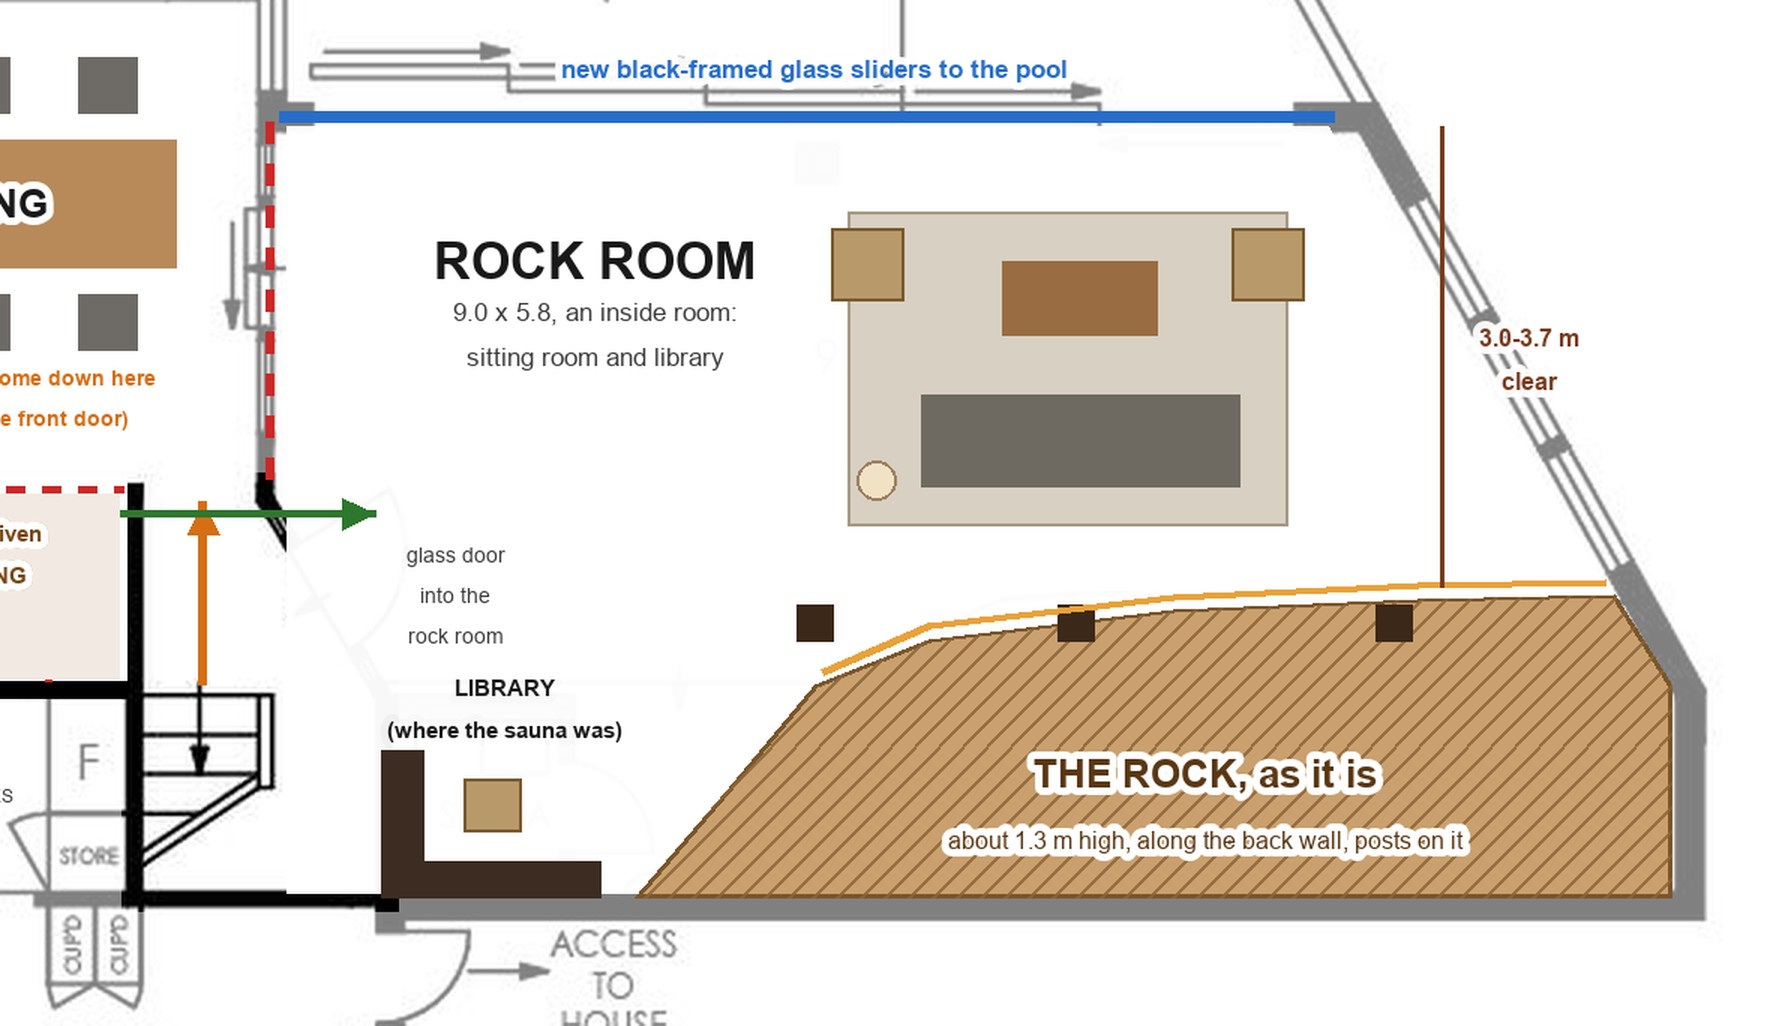 new black-framed glass sliders to the pool
NG
ROCK ROOM
9.0 x 5.8, an inside room:
sitting room and library
3.0-3.7 m
clear
ome down here
e front door)
iven
NG
glass door
into the
rock room
LIBRARY
(where the sauna was)
F
STORE
THE ROCK, as it is
about 1.3 m high, along the back wall, posts on it
CUP'D
CUP'D
ACCESS
TO
HOUSE